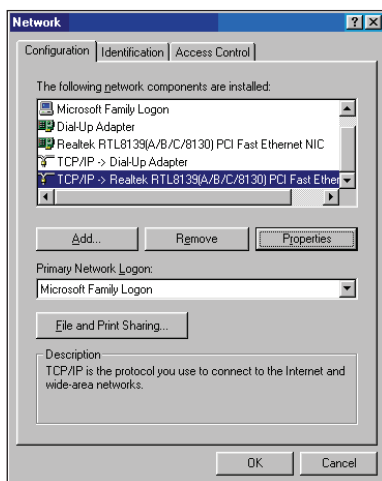 Network
Configuration Identification Access Control
The following network components are installed:
Microsoft Family Logon
Dial-Up Adapter
Realtek RTL8139(A/B/C/8130) PCI Fast Ethernet NIC
TCP/IP -> Dial-Up Adapter
TCP/IP -> Realtek RTL8139(A/B/C/8130) PCI Fast Ether
Add... Remove Properties
Primary Network Logon:
Microsoft Family Logon
File and Print Sharing...
Description
TCP/IP is the protocol you use to connect to the Internet and
wide-area networks.
OK Cancel